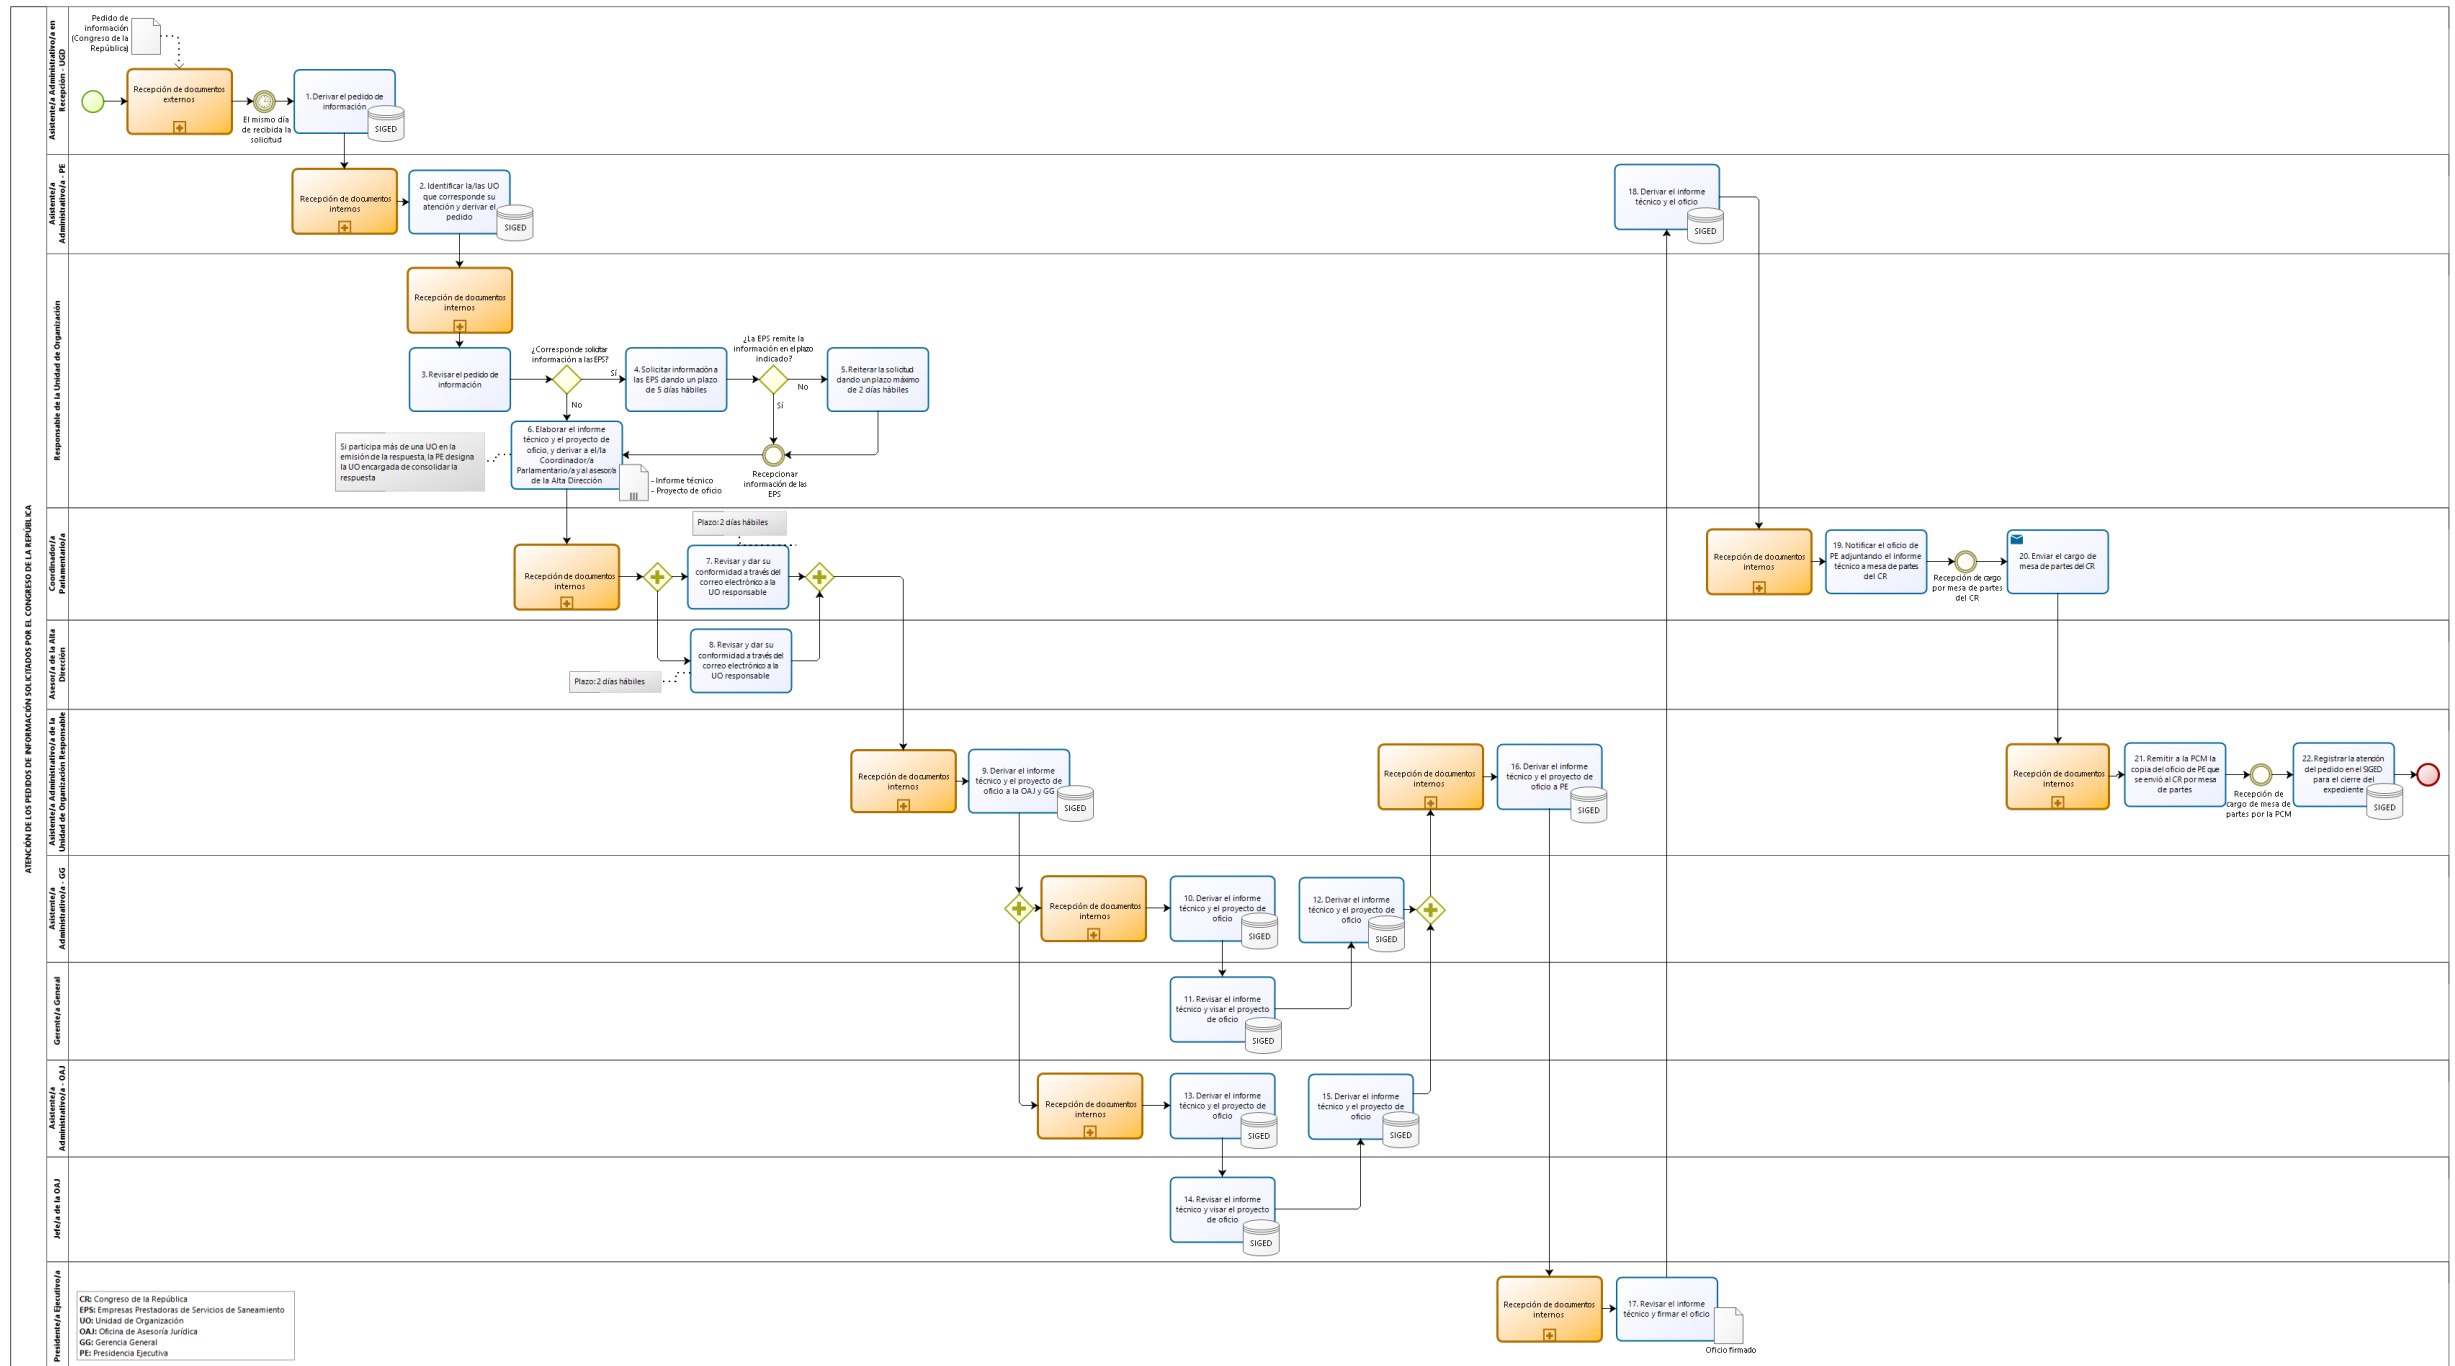 ATENCIÓN DE LOS PEDIDOS DE INFORMACIÓN SOLICITADOS POR EL CONGRESO DE LA REPÚBLICA
Asistente/a Administrativo/a en
Recepción - UGD
Pedido de
información
(Congreso de la
República)
Recepción de documentos
externos
El mismo día
de recibida la
solicitud
1. Derivar el pedido de
información
SIGED
Asistente/a
Administrativo/a - PE
Recepción de documentos
internos
2. Identificar la/las UO
que corresponde su
atención y derivar el
pedido
SIGED
18. Derivar el informe
técnico y el oficio
SIGED
Responsable de la Unidad de Organización
Recepción de documentos
internos
3. Revisar el pedido de
información
¿Corresponde solicitar
información a las EPS?
Sí
No
4. Solicitar información a
las EPS dando un plazo
de 5 días hábiles
¿La EPS remite la
información en el plazo
indicado?
No
Sí
5. Reiterar la solicitud
dando un plazo máximo
de 2 días hábiles
Si participa más de una UO en la
emisión de la respuesta, la PE designa
la UO encargada de consolidar la
respuesta
6. Elaborar el informe
técnico y el proyecto de
oficio, y derivar a el/la
Coordinador/a
Parlamentario/a y al asesor/a
de la Alta Dirección
- Informe técnico
- Proyecto de oficio
Recepcionar
información de las
EPS
Coordinador/a
Parlamentario/a
Recepción de documentos
internos
Plazo: 2 días hábiles
7. Revisar y dar su
conformidad a través del
correo electrónico a la
UO responsable
Recepción de documentos
internos
19. Notificar el oficio de
PE adjuntando el informe
técnico a mesa de partes
del CR
Recepción de cargo
por mesa de partes
del CR
20. Enviar el cargo de
mesa de partes del CR
Asesor/a de la Alta
Dirección
8. Revisar y dar su
conformidad a través del
correo electrónico a la
UO responsable
Plazo: 2 días hábiles
Asistente/a Administrativo/a de la
Unidad de Organización Responsable
Recepción de documentos
internos
9. Derivar el informe
técnico y el proyecto de
oficio a la OAJ y GG
SIGED
Recepción de documentos
internos
16. Derivar el informe
técnico y el proyecto de
oficio a PE
SIGED
Recepción de documentos
internos
21. Remitir a la PCM la
copia del oficio de PE que
se envió al CR por mesa
de partes
Recepción de
cargo de mesa de
partes por la PCM
22. Registrar la atención
del pedido en el SIGED
para el cierre del
expediente
SIGED
Asistente/a
Administrativo/a - GG
Recepción de documentos
internos
10. Derivar el informe
técnico y el proyecto de
oficio
SIGED
12. Derivar el informe
técnico y el proyecto de
oficio
SIGED
Gerente/a General
11. Revisar el informe
técnico y visar el proyecto
de oficio
SIGED
Asistente/a
Administrativo/a - OAJ
Recepción de documentos
internos
13. Derivar el informe
técnico y el proyecto de
oficio
SIGED
15. Derivar el informe
técnico y el proyecto de
oficio
SIGED
Jefe/a de la OAJ
14. Revisar el informe
técnico y visar el proyecto
de oficio
SIGED
Presidente/a Ejecutivo/a
CR: Congreso de la República
EPS: Empresas Prestadoras de Servicios de Saneamiento
UO: Unidad de Organización
OAJ: Oficina de Asesoría Jurídica
GG: Gerencia General
PE: Presidencia Ejecutiva
Recepción de documentos
internos
17. Revisar el informe
técnico y firmar el oficio
Oficio firmado